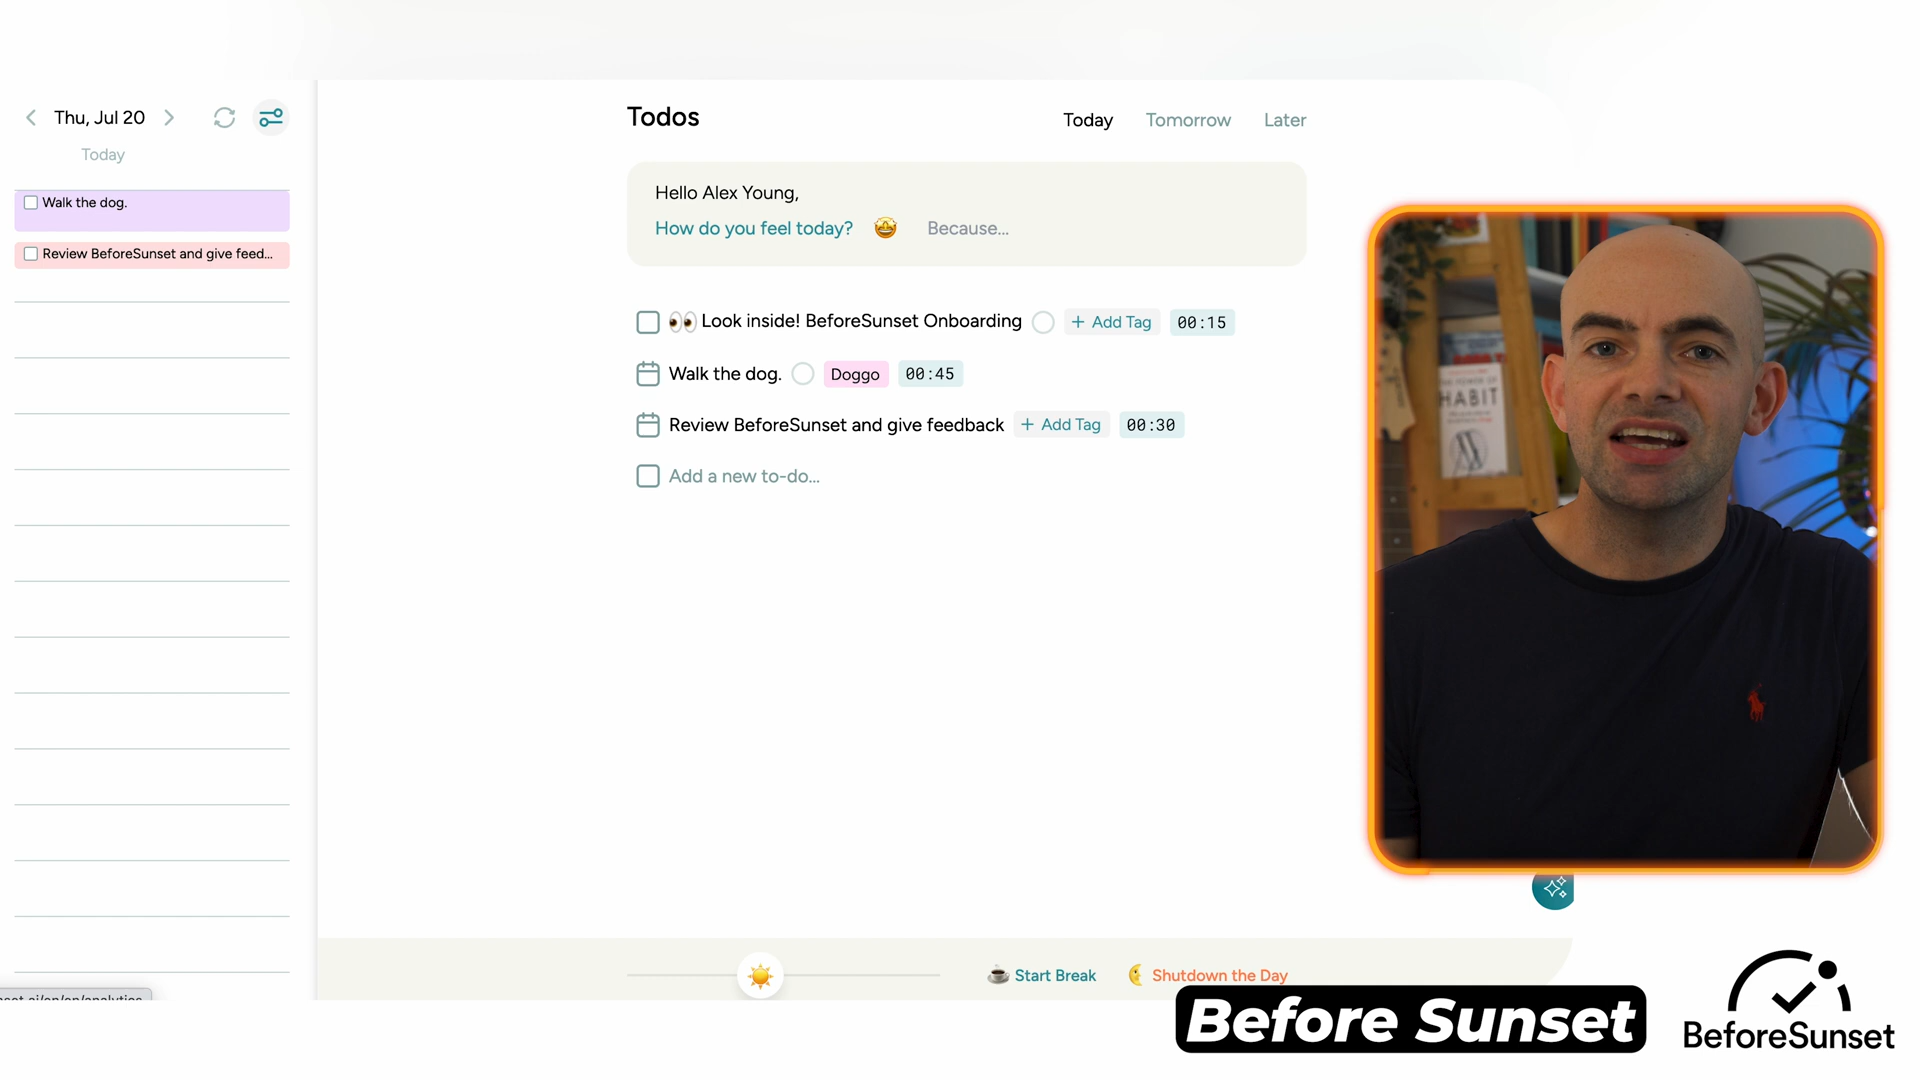 Thu, Jul 20
Today
Walk the dog.
Review BeforeSunset and give feed...
Todos
Today
Tomorrow
Later
Hello Alex Young,
How do you feel today?
Because...
Look inside! BeforeSunset Onboarding
+ Add Tag
00:15
Walk the dog.
Doggo
00:45
Review BeforeSunset and give feedback
+ Add Tag
00:30
Add a new to-do...
HABIT
Start Break
Shutdown the Day
Before Sunset
BeforeSunset